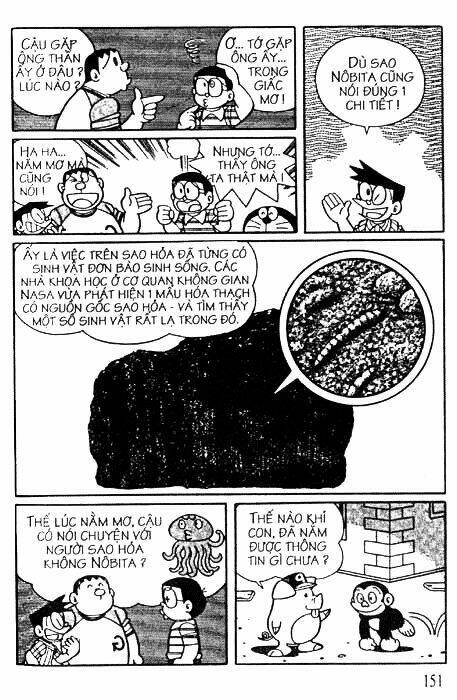 CẬU GẶP
ÔNG THẦN
ẤY Ở ĐÂU ?
LÚC NÀO ?
Ơ... TỚ GẶP
ÔNG ẤY...
TRONG
GIẤC
MƠ !
DÙ SAO
NÔBITA CŨNG
NÓI ĐÚNG 1
CHI TIẾT !
HA HA...
NẰM MƠ MÀ
CŨNG
NÓI !
NHƯNG TỚ...
THẤY ÔNG
TA THẬT MÀ !
ẤY LÀ VIỆC TRÊN SAO HỎA ĐÃ TỪNG CÓ
SINH VẬT ĐƠN BÀO SINH SỐNG. CÁC
NHÀ KHOA HỌC Ở CƠ QUAN KHÔNG GIAN
NASA VỪA PHÁT HIỆN 1 MẪU HÓA THẠCH
CÓ NGUỒN GỐC SAO HỎA - VÀ TÌM THẤY
MỘT SỐ SINH VẬT RẤT LẠ TRONG ĐÓ.
THẾ LÚC NẰM MƠ, CẬU
CÓ NÓI CHUYỆN VỚI
NGƯỜI SAO HỎA
KHÔNG NÔBITA ?
THẾ NÀO KHỈ
CON, ĐÃ NẮM
ĐƯỢC THÔNG
TIN GÌ CHƯA ?
151